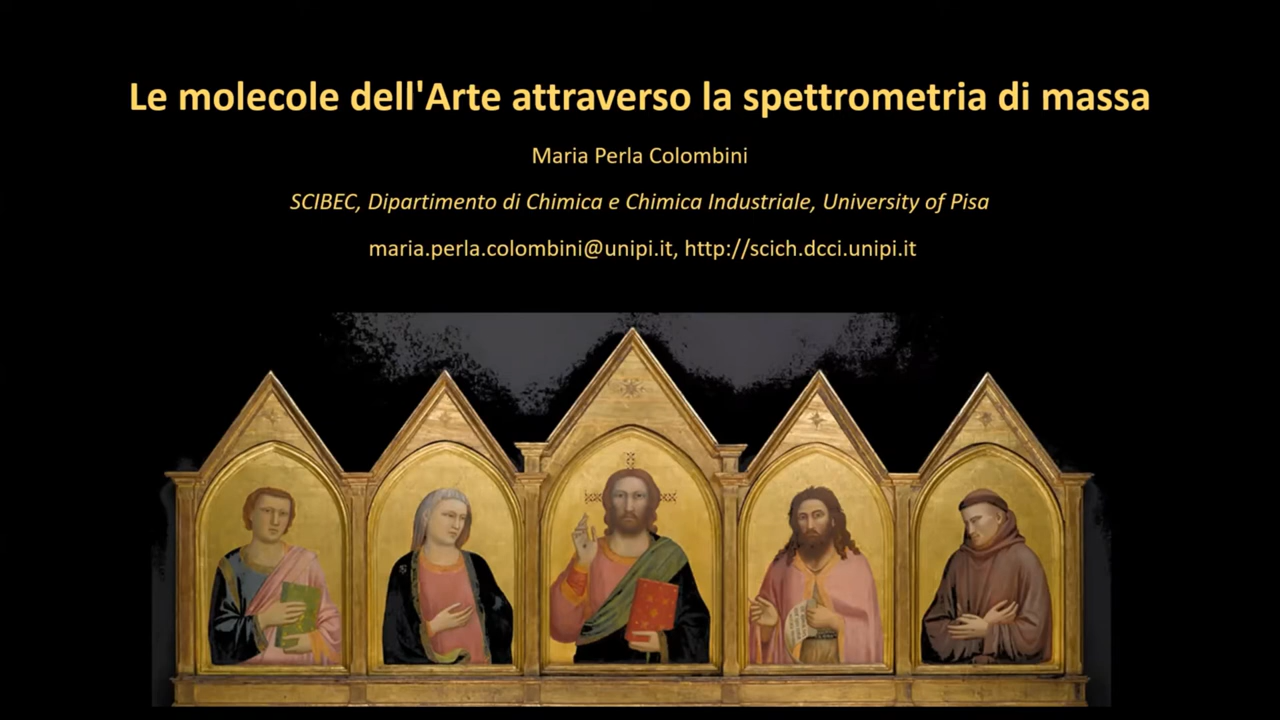 Le molecole dell'Arte attraverso la spettrometria di massa
Maria Perla Colombini
SCIBEC, Dipartimento di Chimica e Chimica Industriale, University of Pisa
maria.perla.colombini@unipi.it, http://scich.dcci.unipi.it